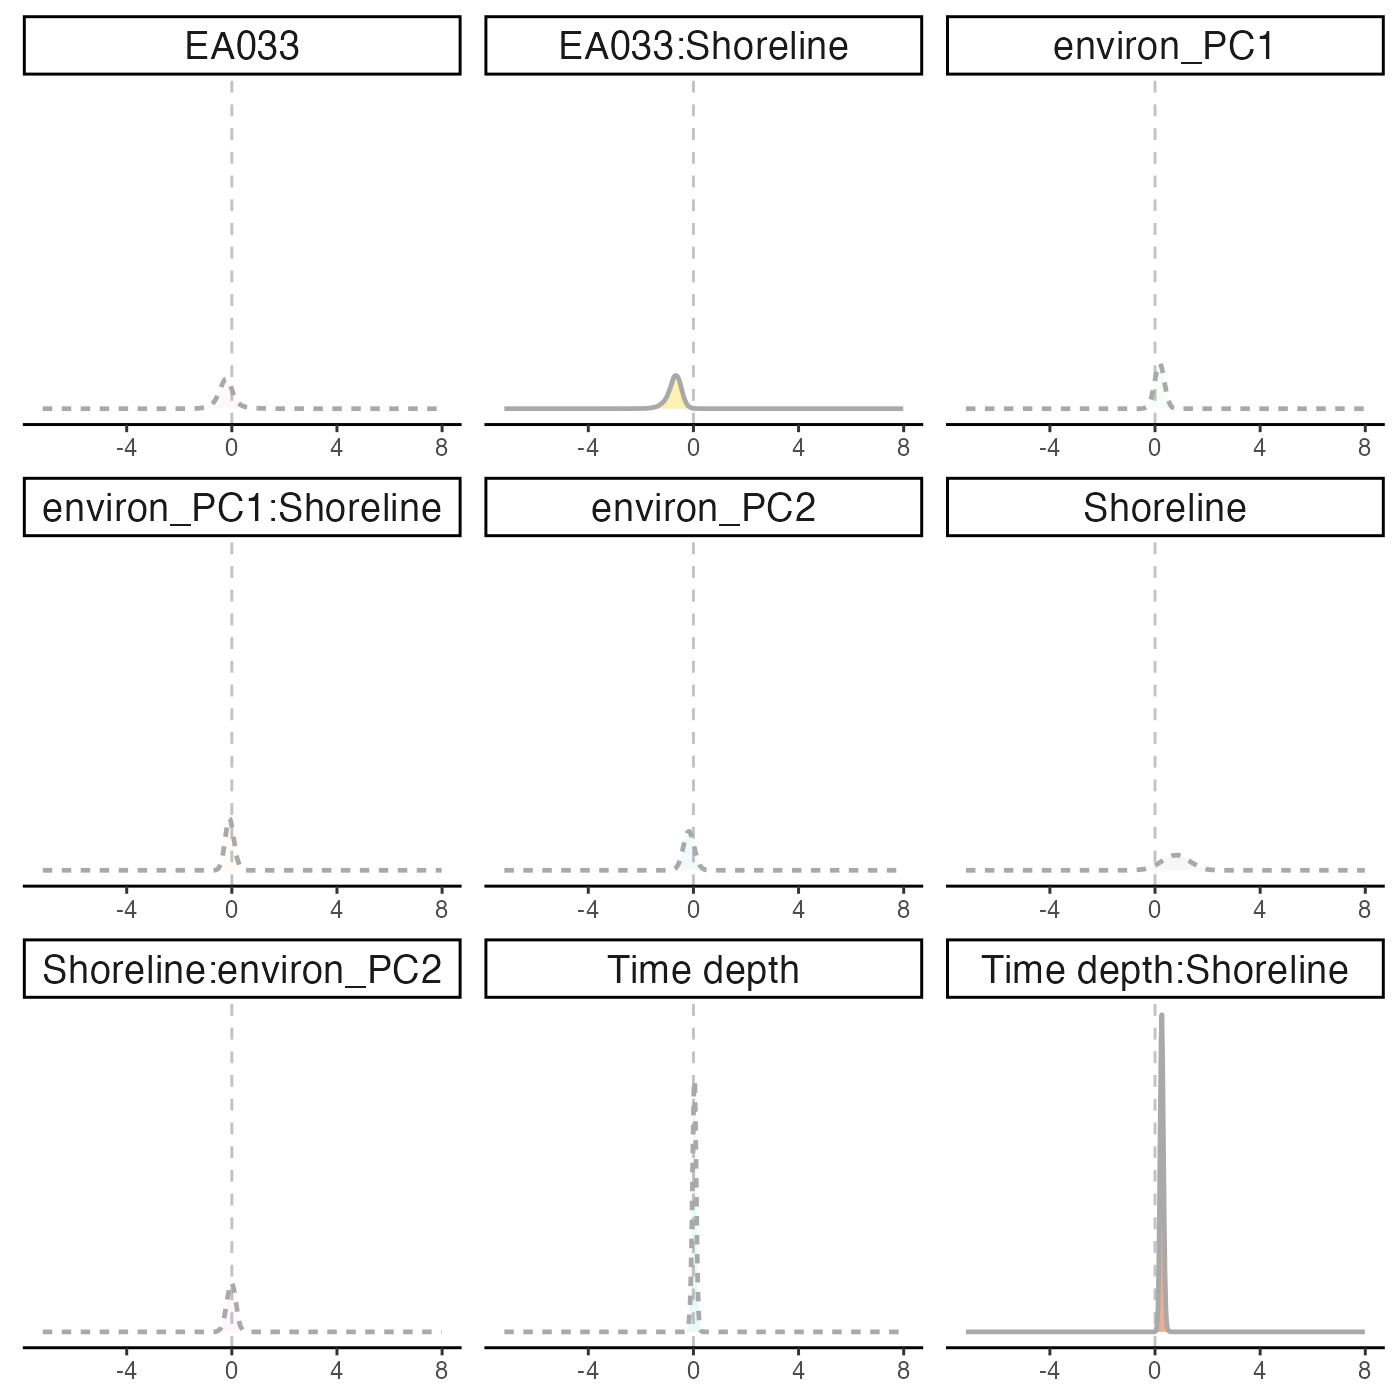 EA033
EA033:Shoreline
environ_PC1
-4 0 4 8
-4 0 4 8
-4 0 4 8
environ_PC1:Shoreline
environ_PC2
Shoreline
-4 0 4 8
-4 0 4 8
-4 0 4 8
Shoreline:environ_PC2
Time depth
Time depth:Shoreline
-4 0 4 8
-4 0 4 8
-4 0 4 8